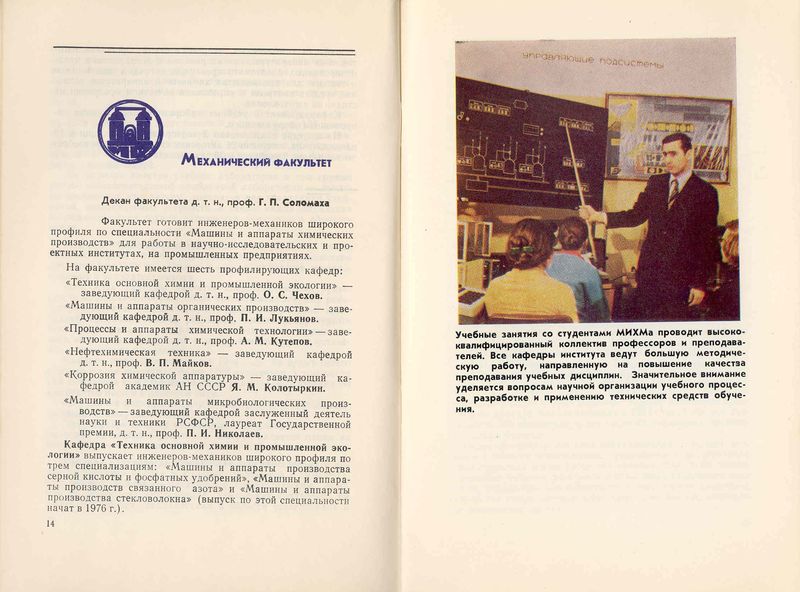 Механический факультет
Декан факультета д. т. н., проф. Г. П. Соломаха
Факультет готовит инженеров-механиков широкого
профиля по специальности «Машины и аппараты химических
производств» для работы в научно-исследовательских и про-
ектных институтах, на промышленных предприятиях.
На факультете имеется шесть профилирующих кафедр:
«Техника основной химии и промышленной экологии» —
заведующий кафедрой д. т. н., проф. О. С. Чехов.
«Машины и аппараты органических производств» — заве-
дующий кафедрой д. т. н., проф. П. И. Лукьянов.
«Процессы и аппараты химической технологии» — заве-
дующий кафедрой д. т. н., проф. А. М. Кутепов.
«Нефтехимическая техника» — заведующий кафедрой
д. т. н., проф. В. П. Майков.
«Коррозия химической аппаратуры» — заведующий ка-
федрой академик АН СССР Я. М. Колотыркин.
«Машины и аппараты микробиологических произ-
водств» — заведующий кафедрой заслуженный деятель
науки и техники РСФСР, лауреат Государственной
премии, д. т. н., проф. П. И. Николаев.
Кафедра «Техника основной химии и промышленной эко-
логии» выпускает инженеров-механиков широкого профиля по
трем специализациям: «Машины и аппараты производства
серной кислоты и фосфатных удобрений», «Машины и аппара-
ты производств связанного азота» и «Машины и аппараты
производства стекловолокна» (выпуск по этой специальности
начат в 1976 г.).
14
управляющие подсистемы
Учебные занятия со студентами МИХМа проводит высоко-
квалифицированный коллектив профессоров и преподава-
телей. Все кафедры института ведут большую методиче-
скую работу, направленную на повышение качества
преподавания учебных дисциплин. Значительное внимание
уделяется вопросам научной организации учебного процес-
са, разработке и применению технических средств обуче-
ния.